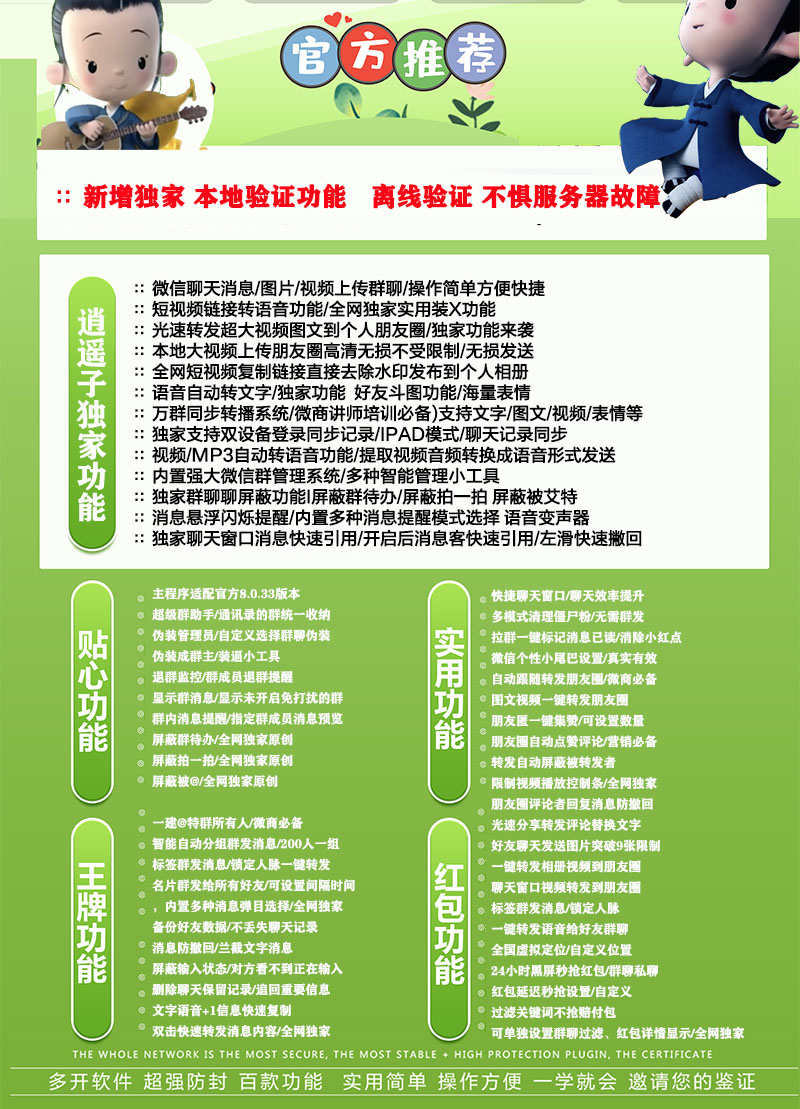 官方推荐
:: 新增独家 本地验证功能 离线验证 不惧服务器故障
逍遥子独家功能
:: 微信聊天消息/图片/视频上传群聊/操作简单方便快捷
:: 短视频链接转语音功能/全网独家实用装X功能
:: 光速转发超大视频图文到个人朋友圈/独家功能来袭
:: 本地大视频上传朋友圈高清无损不受限制/无损发送
:: 全网短视频复制链接直接去除水印发布到个人相册
:: 语音自动转文字/独家功能 好友斗图功能/海量表情
:: 万群同步转播系统/微商讲师培训必备)支持文字/图文/视频/表情等
:: 独家支持双设备登录同步记录/IPAD模式/聊天记录同步
:: 视频/MP3自动转语音功能/提取视频音频转换成语音形式发送
:: 内置强大微信群管理系统/多种智能管理小工具
:: 独家群聊聊屏蔽功能I屏蔽群待办/屏蔽拍一拍 屏蔽被艾特
:: 消息悬浮闪烁提醒/内置多种消息提醒模式选择 语音变声器
:: 独家聊天窗口消息快速引用/开启后消息客快速引用/左滑快速撇回
贴心功能
主程序适配官方8.0.33版本
超级群助手/通讯录的群统一收纳
伪装管理员/自定义选择群聊伪装
伪装成群主/装逼小工具
退群监控/群成员退群提醒
显示群消息/显示未开启免打扰的群
群内消息提醒/指定群成员消息预览
屏蔽群待办/全网独家原创
屏蔽拍一拍/全网独家原创
屏蔽被@/全网独家原创
王牌功能
一建@特群所有人/微商必备
智能自动分组群发消息/200人一组
标签群发消息/锁定人脉一键转发
名片群发给所有好友/可设置间隔时间
，内置多种消息弹目选择/全网独家
备份好友数据/不丢失聊天记录
消息防撤回/兰截文字消息
屏蔽输入状态/对方看不到正在输入
删除聊天保留记录/追回重要信息
文字语音+1信息快速复制
双击快速转发消息内容/全网独家
实用功能
快捷聊天窗口/聊天效率提升
多模式清理僵尸粉/无需群发
拉群一键标记消息已读/消除小红点
微信个性小尾巴设置/真实有效
自动跟随转发朋友圈/微商必备
图文视频一键转发朋友圈
朋友匿一键集赞/可设置数量
朋友圈自动点赞评论/营销必备
转发自动屏蔽被转发者
限制视频播放控制条/全网独家
朋友圈评论者回复消息防撤回
红包功能
光速分享转发评论替换文字
好友聊天发送图片突破9张限制
一键转发相册视频到朋友圈
聊天窗口视频转发到朋友圈
标签群发消息/锁定人脉
一键转发语音给好友群聊
全国虚拟定位/自定义位置
24小时黑屏秒抢红包/群聊私聊
红包延迟秒抢设置/自定义
过滤关键词不抢赔付包
可单独设置群聊过滤、红包详情显示/全网独家
THE WHOLE NETWORK IS THE MOST SECURE, THE MOST STABLE + HIGH PROTECTION PLUGIN, THE CERTIFICATE
多开软件 超强防封 百款功能 实用简单 操作方便 一学就会 邀请您的鉴证